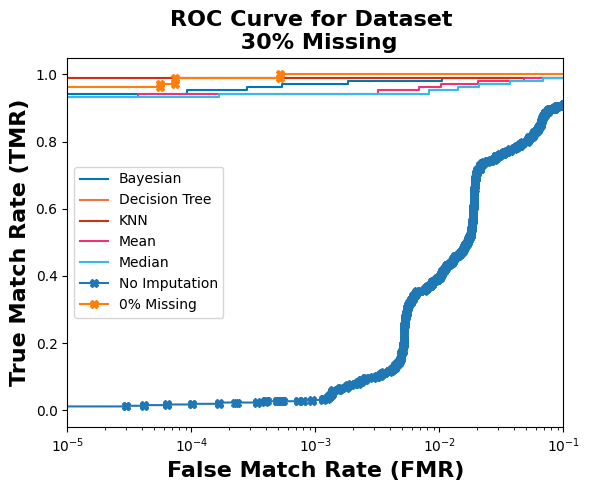 ROC Curve for Dataset
30% Missing
True Match Rate (TMR)
1.0
0.8
0.6
0.4
0.2
0.0
Bayesian
Decision Tree
KNN
Mean
Median
No Imputation
0% Missing
10⁻⁵
10⁻⁴
10⁻³
10⁻²
10⁻¹
False Match Rate (FMR)